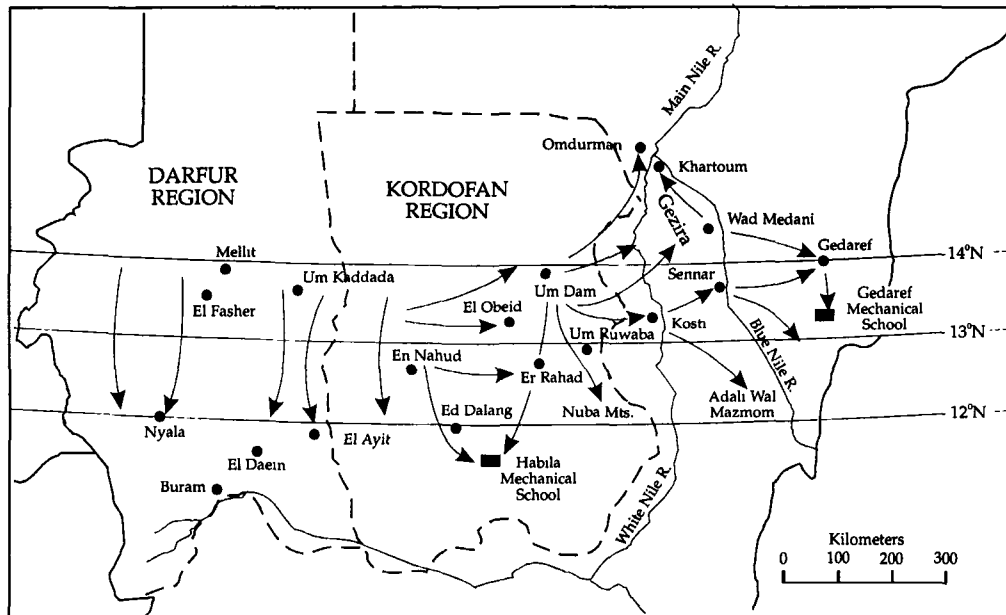 Main Nile R.
Omdurman
Khartoum
DARFUR
REGION
KORDOFAN
REGION
Gezira
Wad Medani
Gedaref
14°N
Mellit
Um Kaddada
El Fasher
Um Dam
Sennar
El Obeid
Gedaref
Mechanical
School
Kosti
Um Ruwaba
13°N
Blue Nile R.
En Nahud
Er Rahad
Adali Wal
Mazmom
Nuba Mts.
12°N
Ed Dalang
Nyala
El Ayit
El Daein
Habila
Mechanical
School
Buram
White Nile R.
Kilometers
0 100 200 300